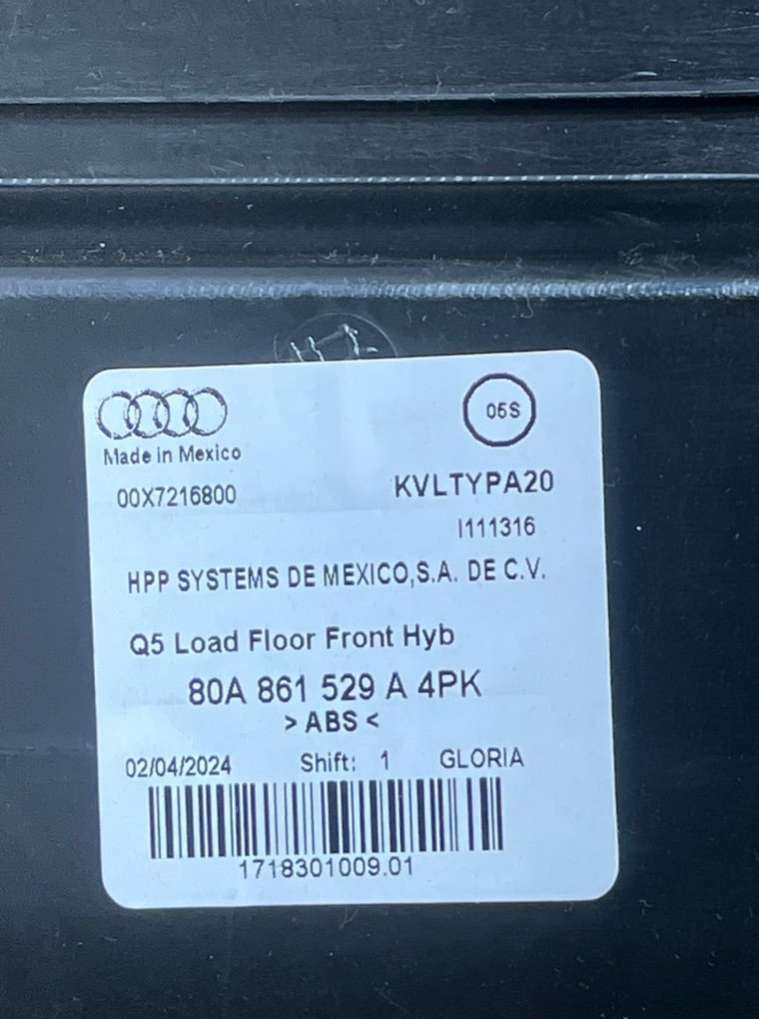 05S
Made in Mexico
00X7216800 KVLTYPA20
I111316
HPP SYSTEMS DE MEXICO,S.A. DE C.V.
Q5 Load Floor Front Hyb
80A 861 529 A 4PK
>ABS<
02/04/2024 Shift: 1 GLORIA
1718301009.01